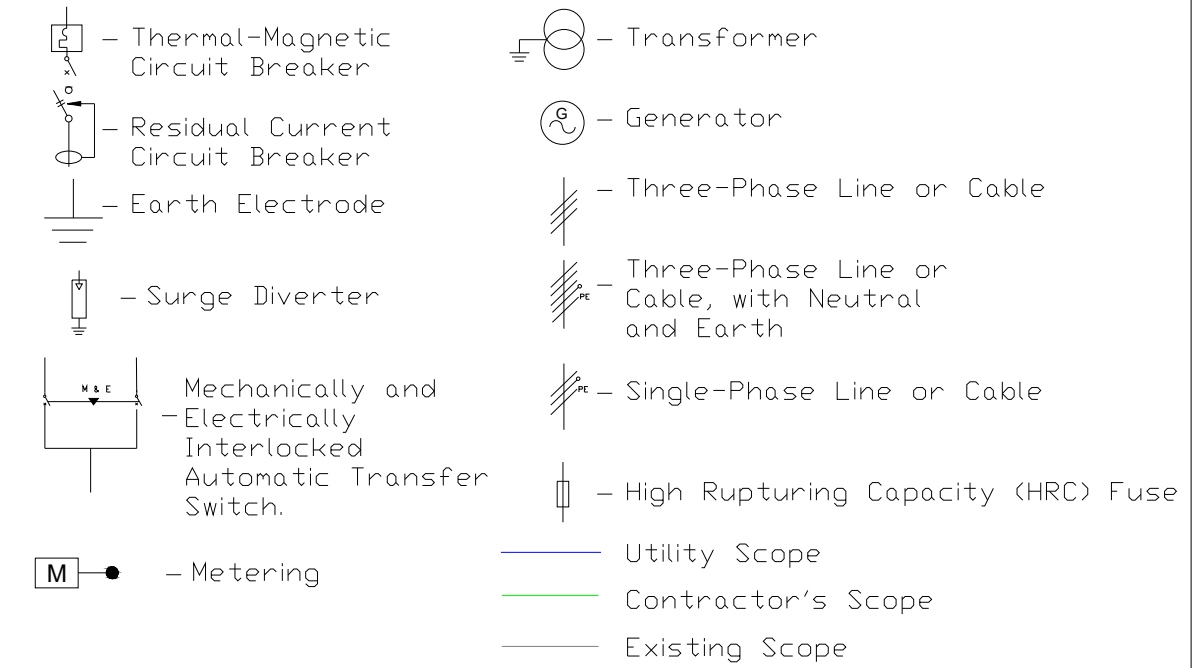 – Thermal-Magnetic
Circuit Breaker
– Residual Current
Circuit Breaker
– Earth Electrode
– Surge Diverter
M & E
Mechanically and
– Electrically
Interlocked
Automatic Transfer
Switch.
M
– Metering
– Transformer
G
– Generator
– Three-Phase Line or Cable
Three-Phase Line or
– Cable, with Neutral
and Earth
PE
– Single-Phase Line or Cable
PE
– High Rupturing Capacity (HRC) Fuse
Utility Scope
Contractor's Scope
Existing Scope